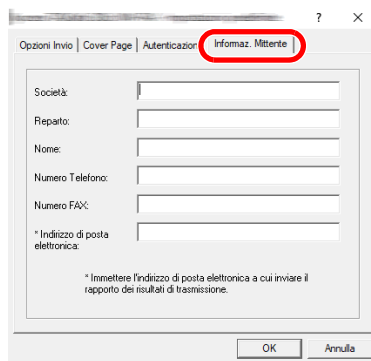 ?
Opzioni Invio Cover Page Autenticazion Informaz. Mittente
Società:
Reparto:
Nome:
Numero Telefono:
Numero FAX:
* Indirizzo di posta
elettronica:
* Immettere l'indirizzo di posta elettronica a cui inviare il
rapporto dei risultati di trasmissione.
OK Annulla